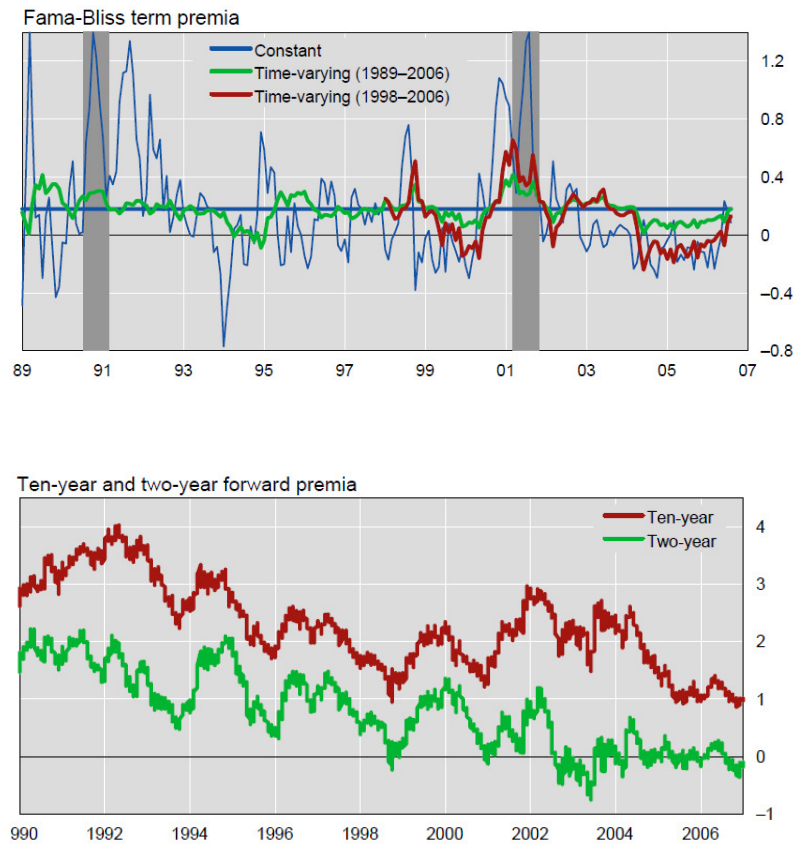 Fama-Bliss term premia
Constant
Time-varying (1989–2006)
Time-varying (1998–2006)
1.2
0.8
0.4
0
–0.4
–0.8
89 91 93 95 97 99 01 03 05 07
Ten-year and two-year forward premia
Ten-year
Two-year
4
3
2
1
0
–1
990 1992 1994 1996 1998 2000 2002 2004 2006